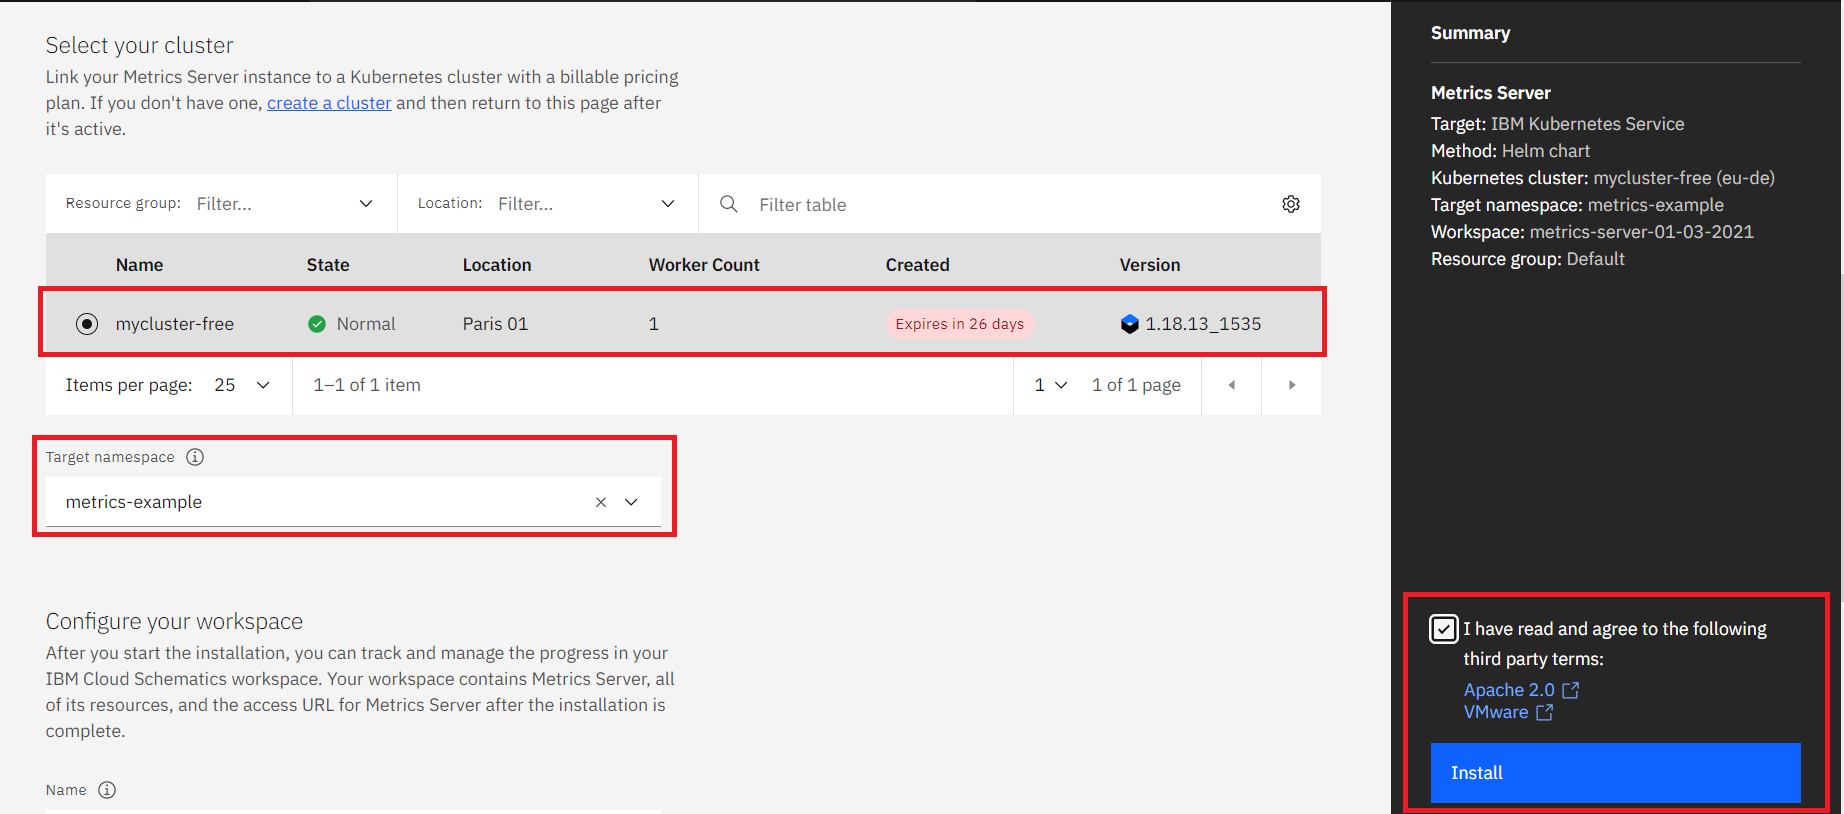 Select your cluster
Link your Metrics Server instance to a Kubernetes cluster with a billable pricing
plan. If you don't have one, create a cluster and then return to this page after
it's active.
Resource group: Filter... Location: Filter... Filter table
Name State Location Worker Count Created Version
mycluster-free Normal Paris 01 1 Expires in 26 days 1.18.13_1535
Items per page: 25 1–1 of 1 item 1 1 of 1 page
Target namespace
metrics-example
Configure your workspace
After you start the installation, you can track and manage the progress in your
IBM Cloud Schematics workspace. Your workspace contains Metrics Server, all
of its resources, and the access URL for Metrics Server after the installation is
complete.
Name
Summary
Metrics Server
Target: IBM Kubernetes Service
Method: Helm chart
Kubernetes cluster: mycluster-free (eu-de)
Target namespace: metrics-example
Workspace: metrics-server-01-03-2021
Resource group: Default
I have read and agree to the following
third party terms:
Apache 2.0
VMware
Install